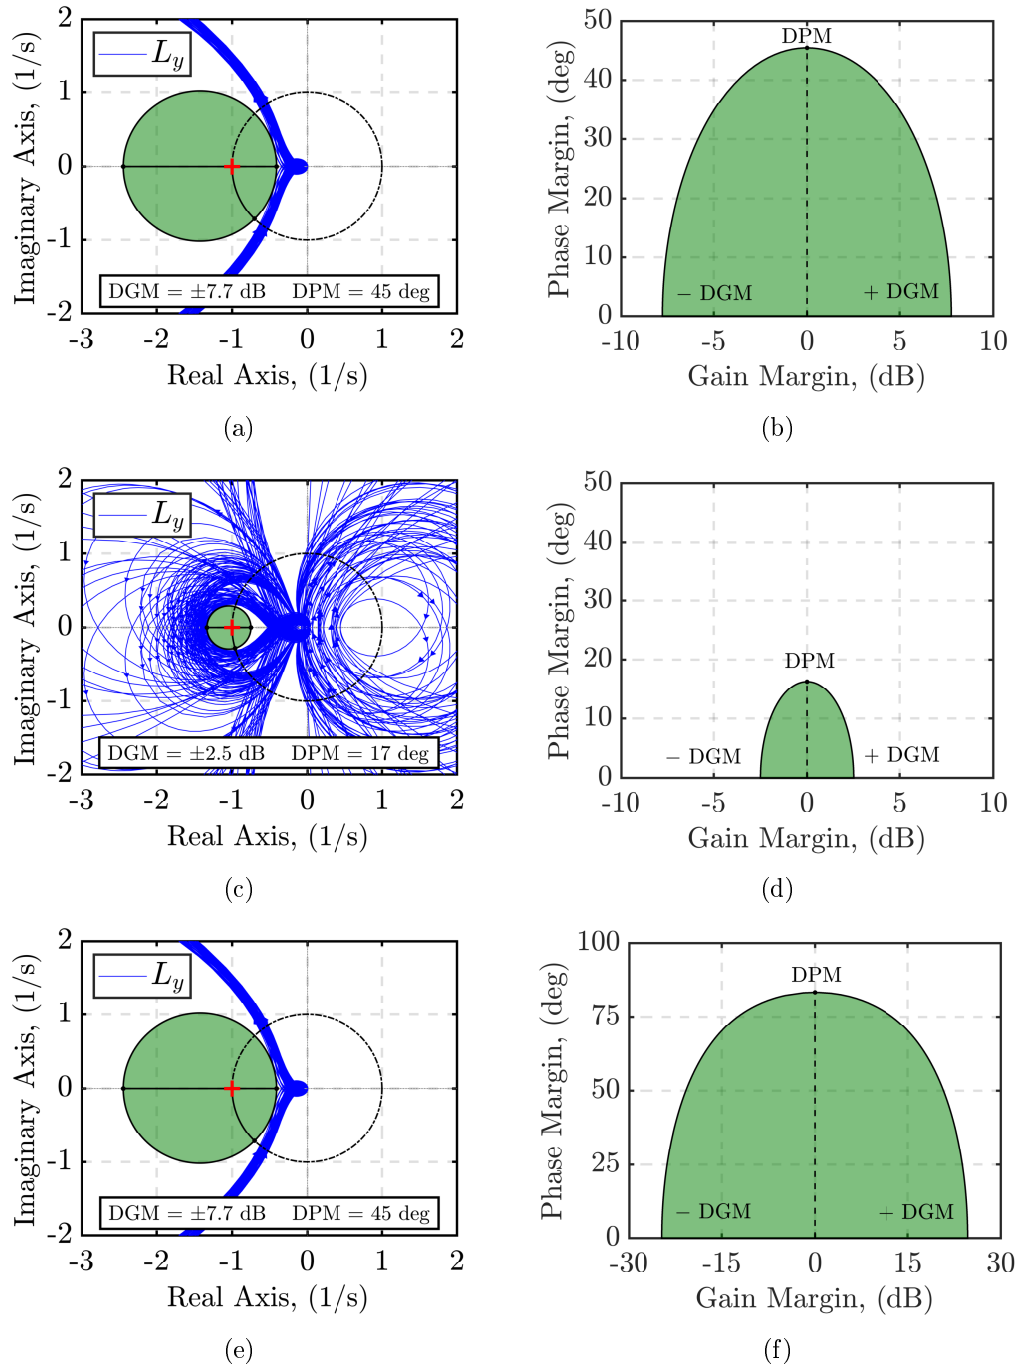 2
1
0
-1
-2
Imaginary Axis, (1/s)
L_y
DGM = ±7.7 dB DPM = 45 deg
-3 -2 -1 0 1 2
Real Axis, (1/s)
(a)
50
40
30
20
10
0
Phase Margin, (deg)
DPM
− DGM + DGM
-10 -5 0 5 10
Gain Margin, (dB)
(b)
2
1
0
-1
-2
Imaginary Axis, (1/s)
L_y
DGM = ±2.5 dB DPM = 17 deg
-3 -2 -1 0 1 2
Real Axis, (1/s)
(c)
50
40
30
20
10
0
Phase Margin, (deg)
DPM
− DGM + DGM
-10 -5 0 5 10
Gain Margin, (dB)
(d)
2
1
0
-1
-2
Imaginary Axis, (1/s)
L_y
DGM = ±7.7 dB DPM = 45 deg
-3 -2 -1 0 1 2
Real Axis, (1/s)
(e)
100
75
50
25
0
Phase Margin, (deg)
DPM
− DGM + DGM
-30 -15 0 15 30
Gain Margin, (dB)
(f)